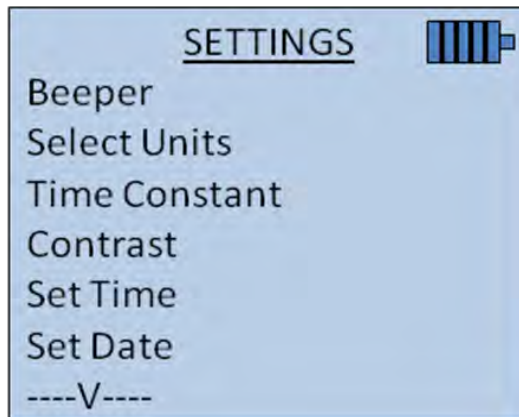 SETTINGS
Beeper
Select Units
Time Constant
Contrast
Set Time
Set Date
----V----